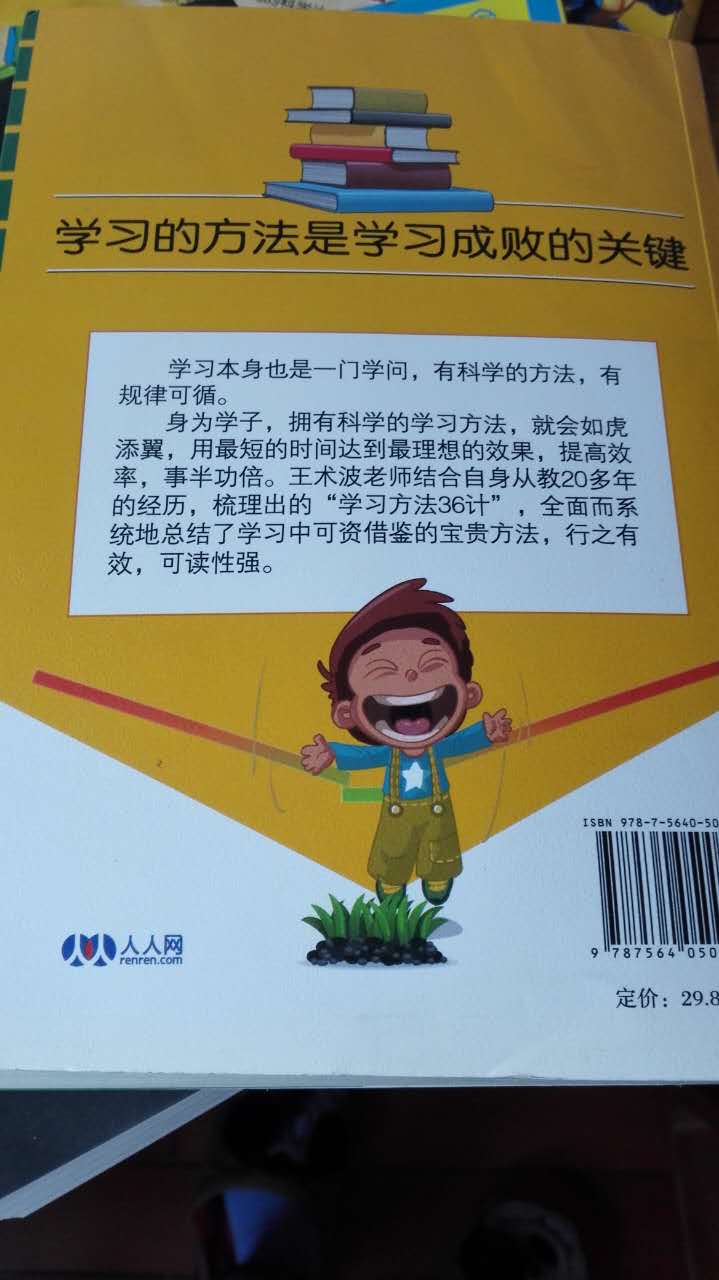 学习的方法是学习成败的关键
学习本身也是一门学问，有科学的方法，有
规律可循。
身为学子，拥有科学的学习方法，就会如虎
添翼，用最短的时间达到最理想的效果，提高效
率，事半功倍。王术波老师结合自身从教20多年
的经历，梳理出的“学习方法36计”，全面而系
统地总结了学习中可资借鉴的宝贵方法，行之有
效，可读性强。
ISBN 978-7-5640-50
9 787564 050
人人网
renren.com
定价：29.8